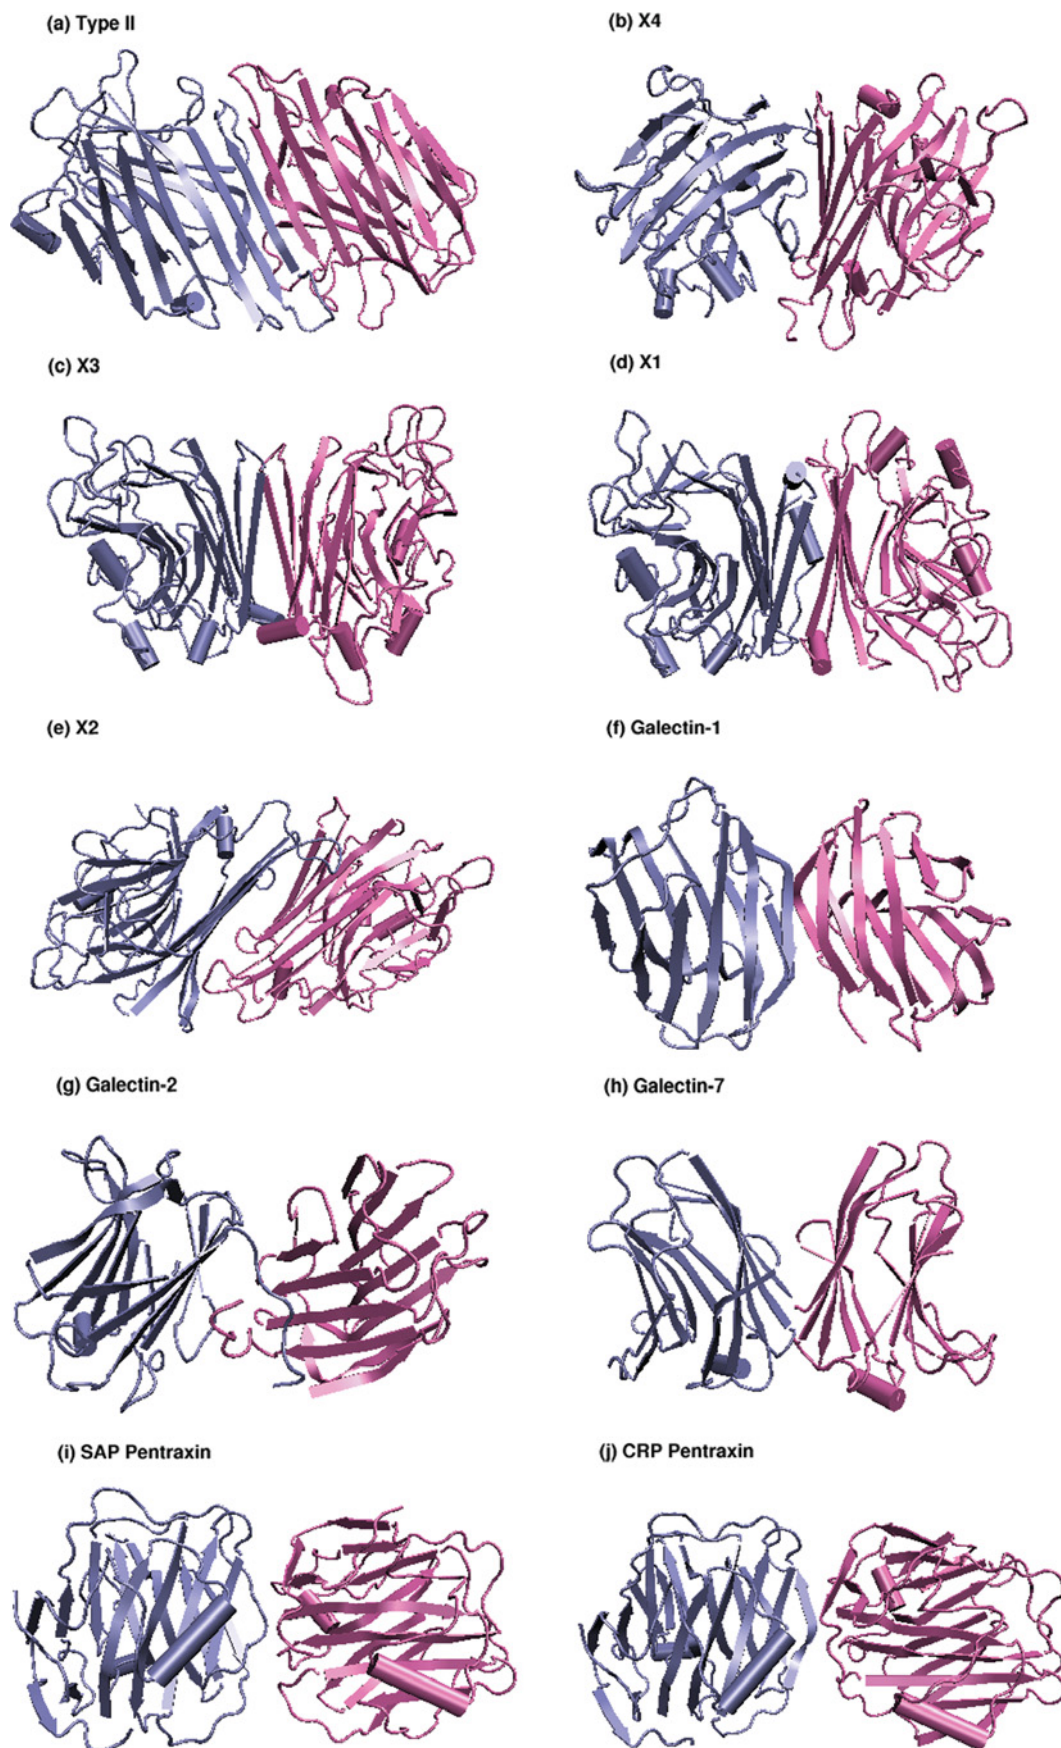 (a) Type II
(b) X4
(c) X3
(d) X1
(e) X2
(f) Galectin-1
(g) Galectin-2
(h) Galectin-7
(i) SAP Pentraxin
(j) CRP Pentraxin